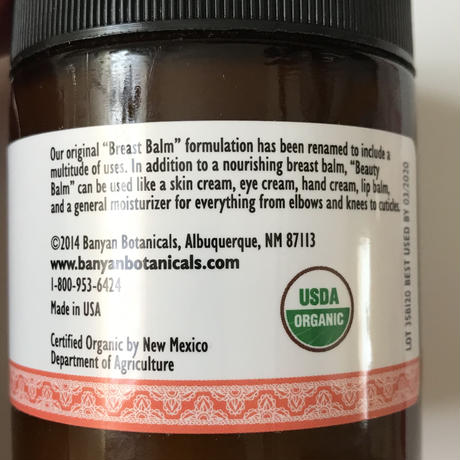 Our original “Breast Balm” formulation has been renamed to include a
multitude of uses. In addition to a nourishing breast balm, “Beauty
Balm” can be used like a skin cream, eye cream, hand cream, lip balm,
and a general moisturizer for everything from elbows and knees to cuticles.
©2014 Banyan Botanicals, Albuquerque, NM 87113
www.banyanbotanicals.com
1-800-953-6424
Made in USA
Certified Organic by New Mexico
Department of Agriculture
USDA
ORGANIC
LOT 35B120 BEST USED BY 03/2020